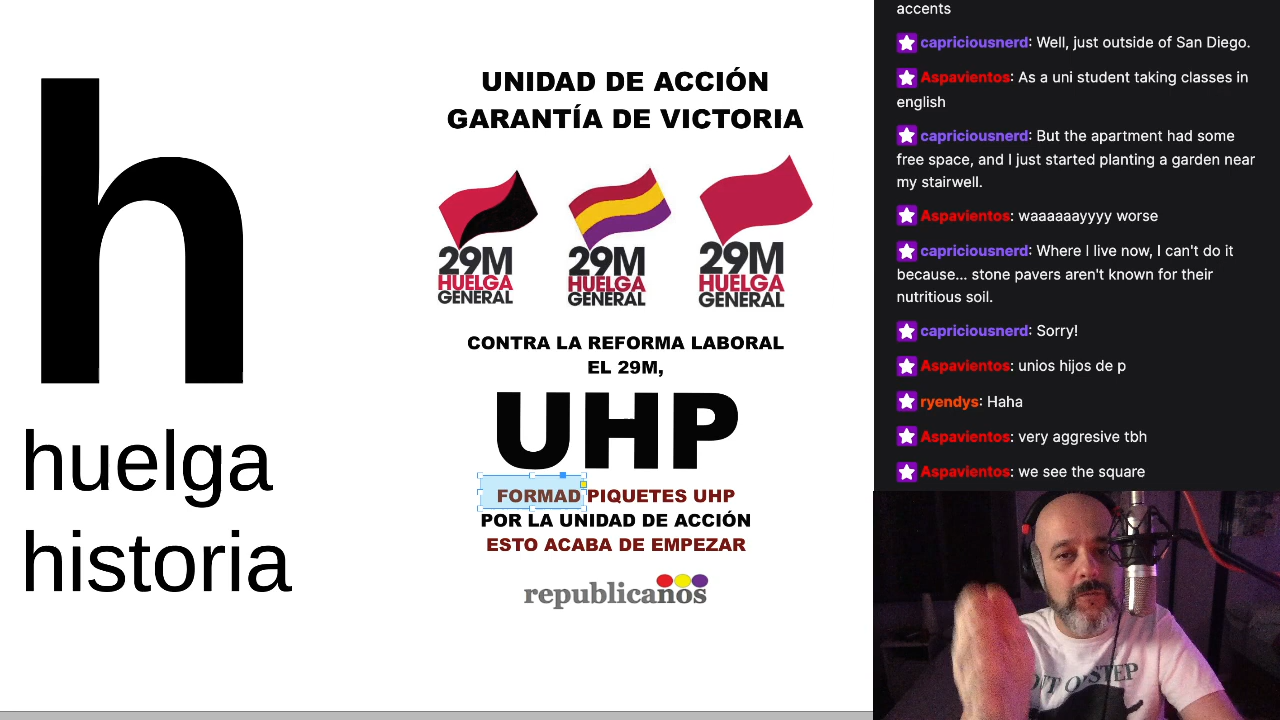 h
huelga
historia
UNIDAD DE ACCIÓN
GARANTÍA DE VICTORIA
29M
HUELGA
GENERAL
29M
HUELGA
GENERAL
29M
HUELGA
GENERAL
CONTRA LA REFORMA LABORAL
EL 29M,
UHP
FORMAD PIQUETES UHP
POR LA UNIDAD DE ACCIÓN
ESTO ACABA DE EMPEZAR
republicanos
accents
capriciousnerd: Well, just outside of San Diego.
Aspavientos: As a uni student taking classes in
english
capriciousnerd: But the apartment had some
free space, and I just started planting a garden near
my stairwell.
Aspavientos: waaaaaayyyy worse
capriciousnerd: Where I live now, I can't do it
because... stone pavers aren't known for their
nutritious soil.
capriciousnerd: Sorry!
Aspavientos: unios hijos de p
ryendys: Haha
Aspavientos: very aggresive tbh
Aspavientos: we see the square